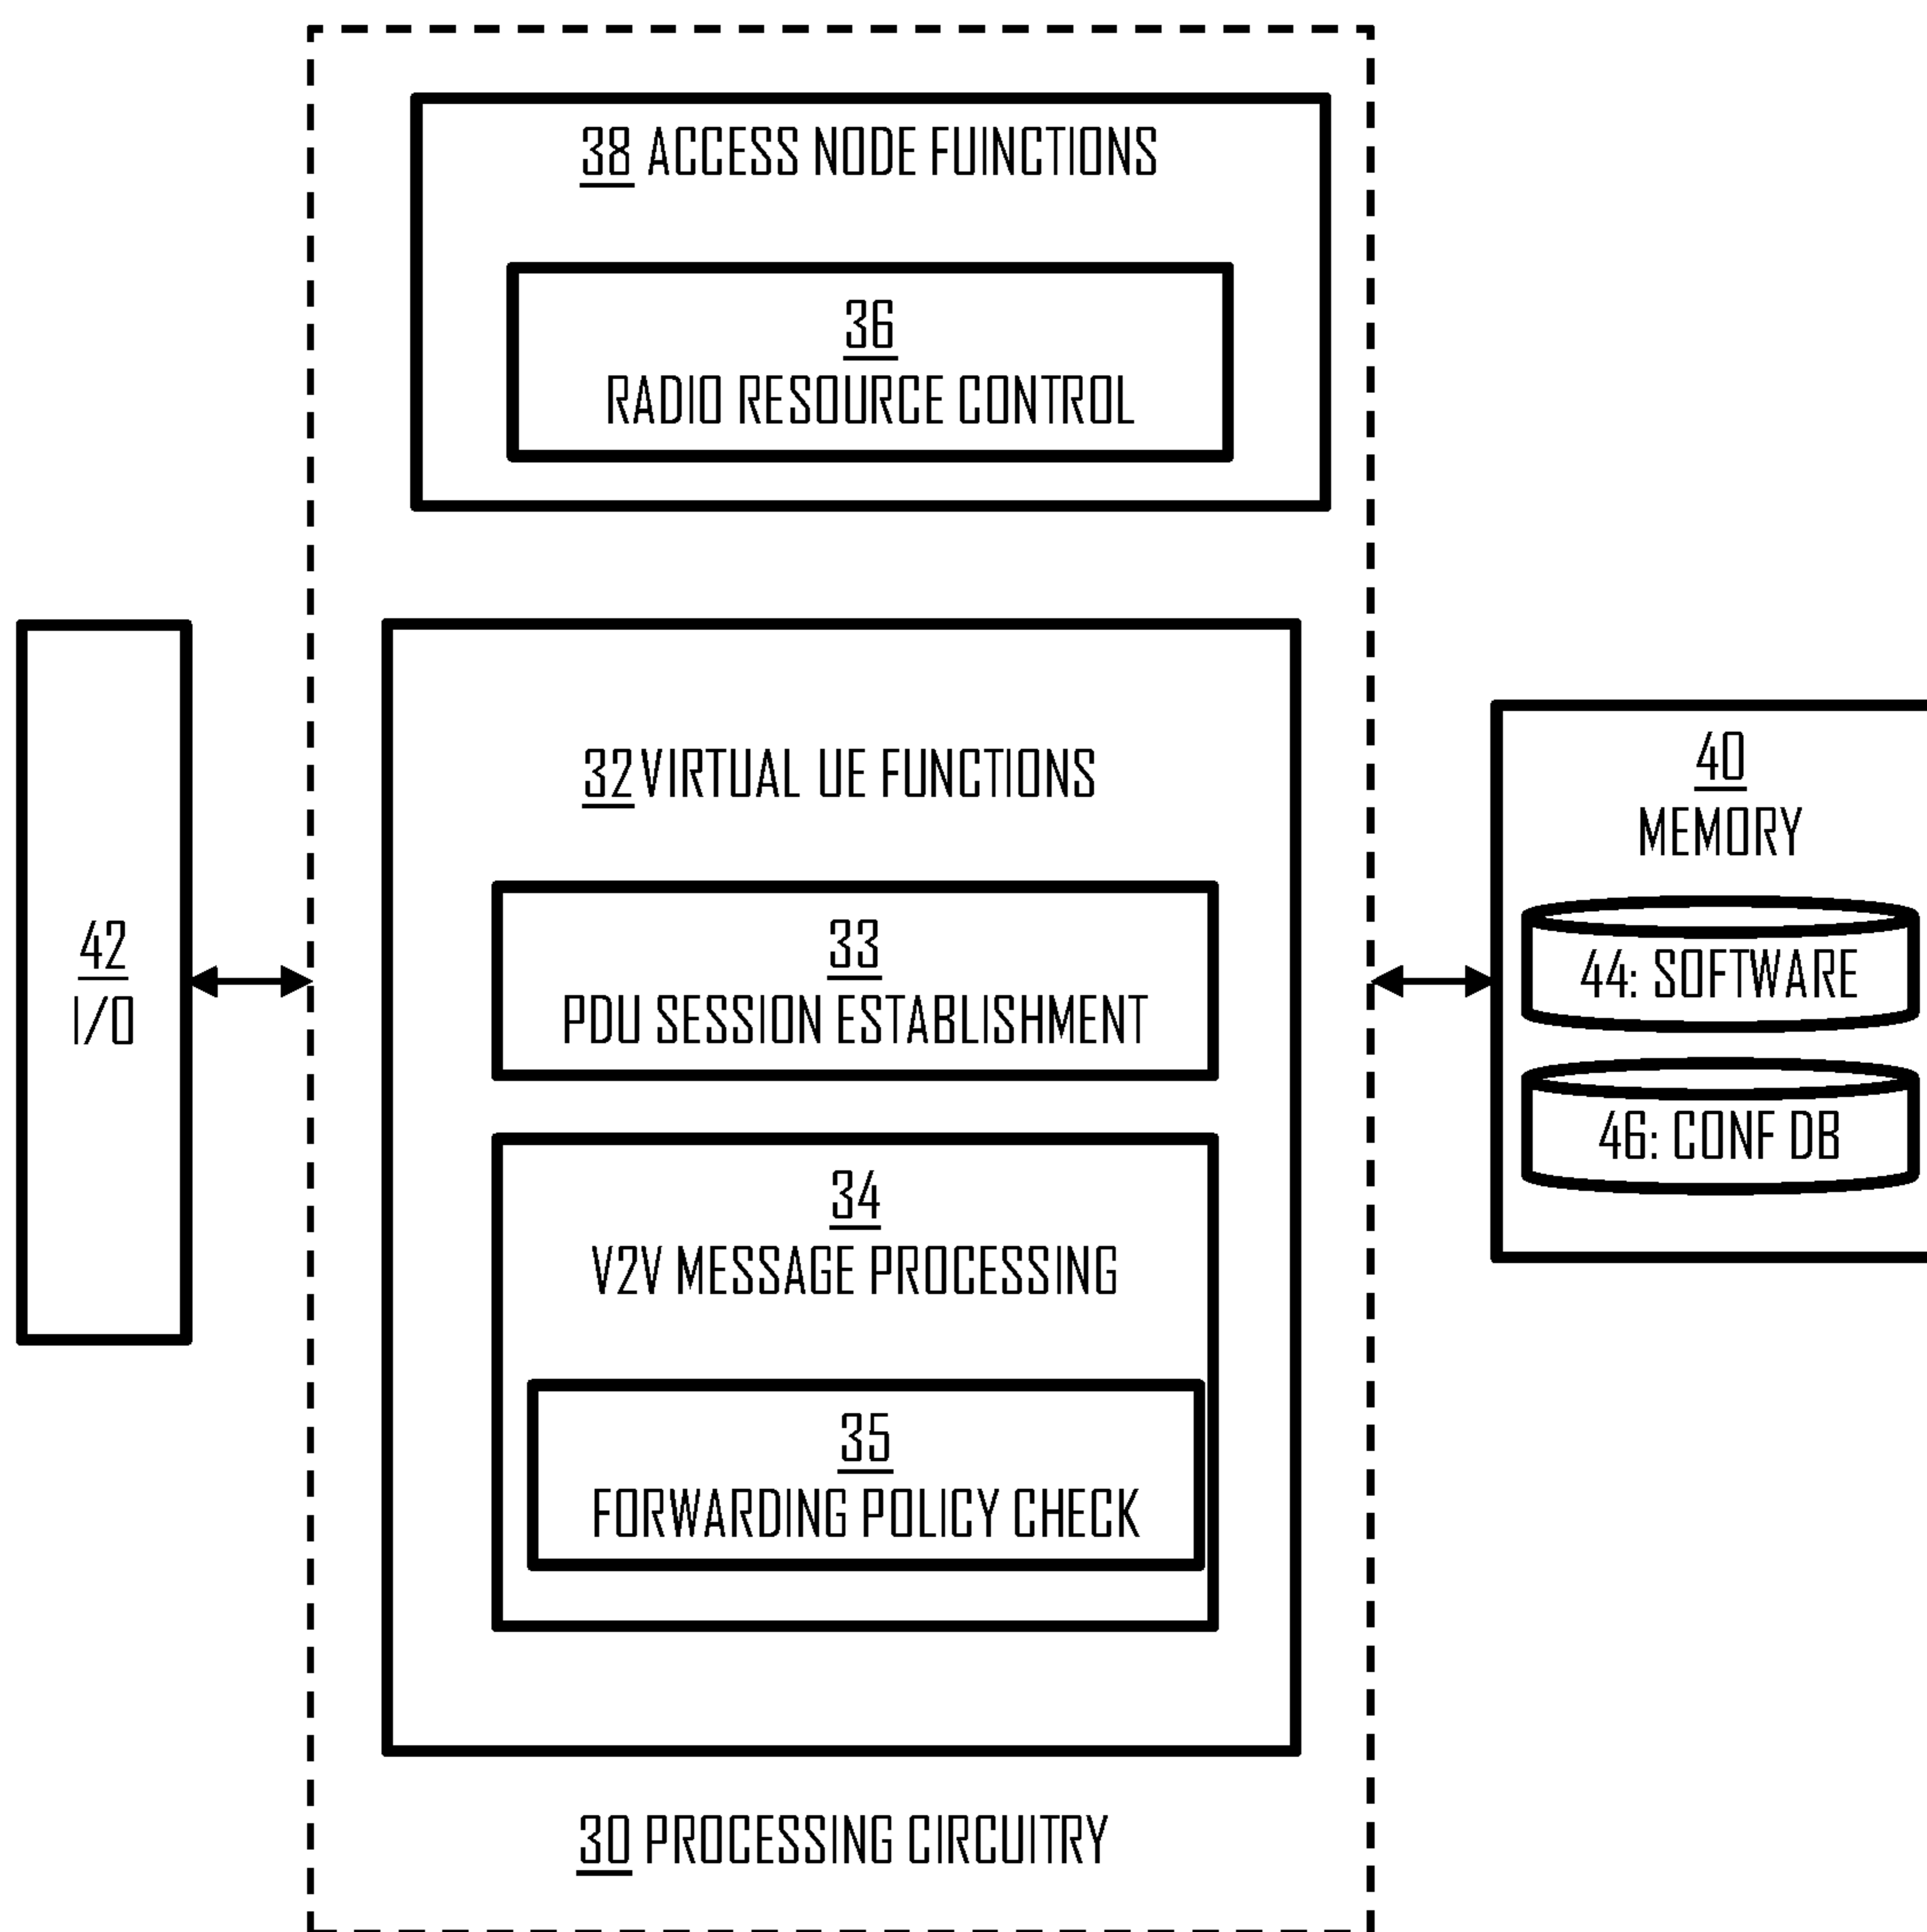 38 ACCESS NODE FUINCTIONS
36
RADIO RESOURCE CONTROL
32 VIRTUAL UE FUNCTIONS
33
PDU SESSION ESTABLISHMENT
34
V2V MESSAGE PROCESSING
35
FORWARDING POLICY CHECK
30 PROCESSING CIRCUITRY
42
I/O
40
MEMORY
44: SOFTWARE
46: CONF DB